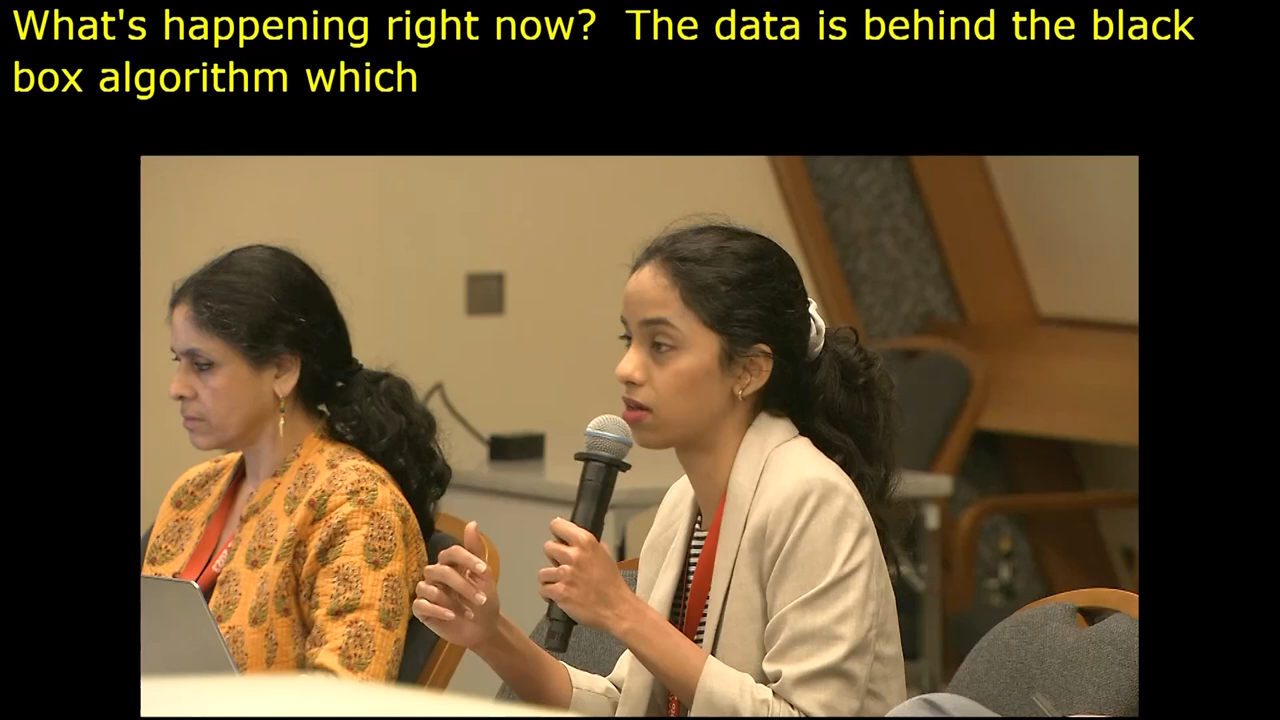 What's happening right now?  The data is behind the black
box algorithm which